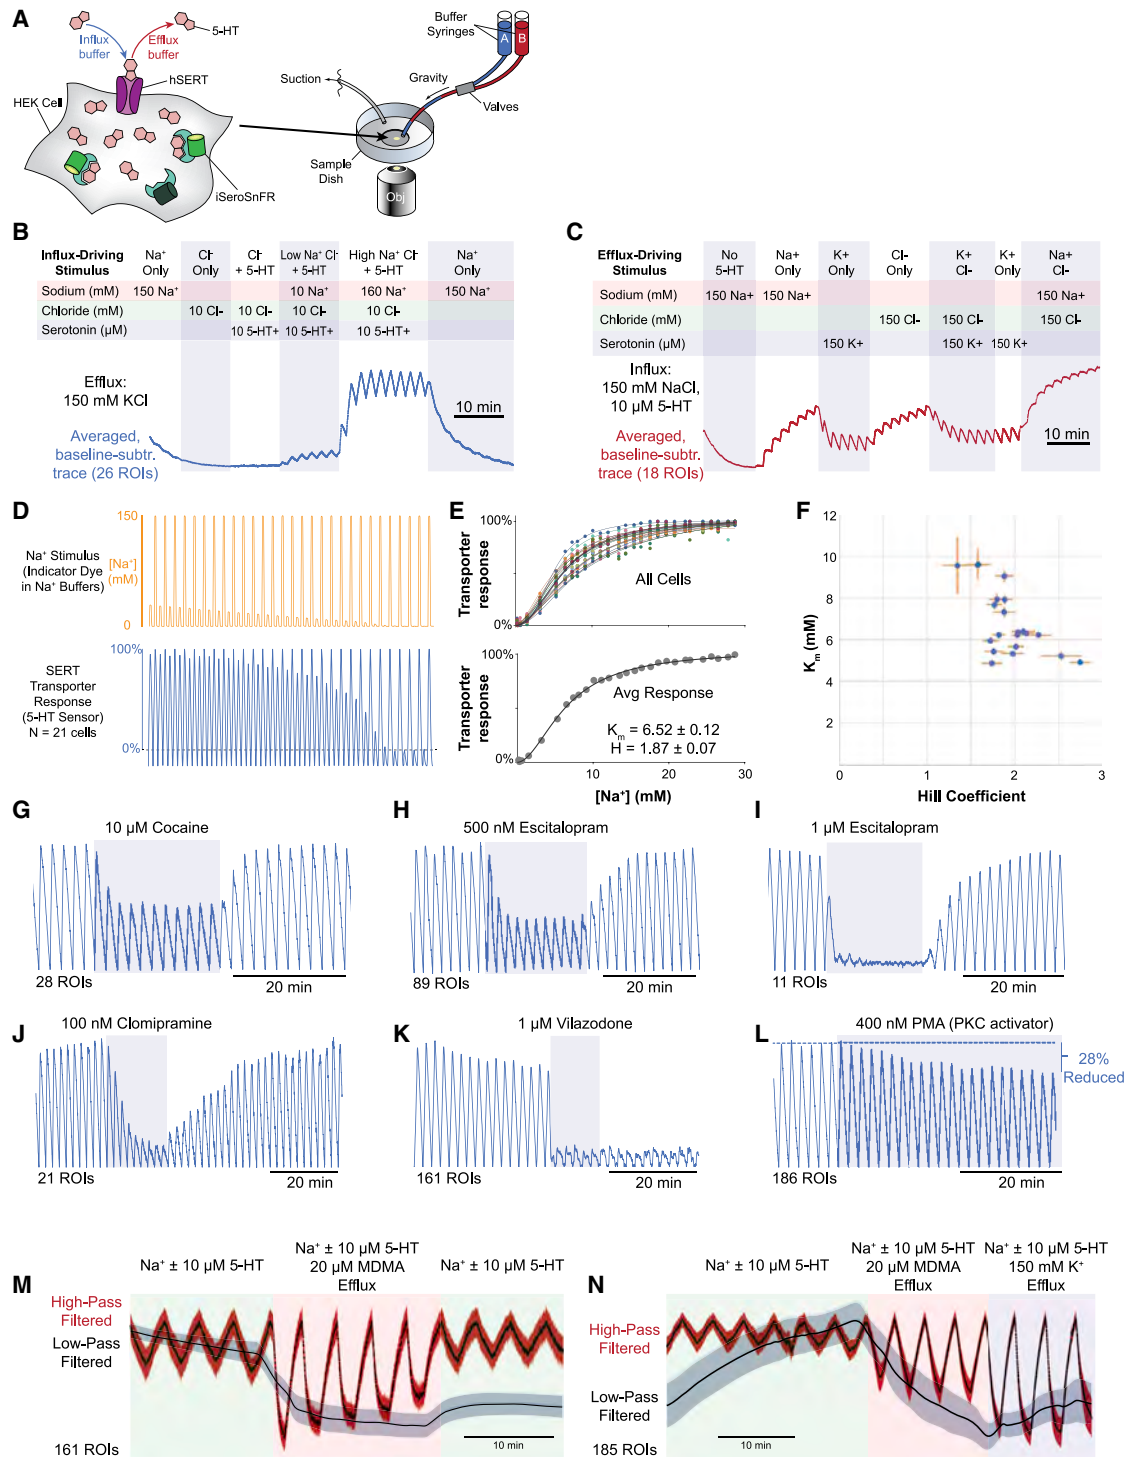 A
Influx
buffer
Efflux
buffer
5-HT
hSERT
HEK Cell
iSeroSnFR
Buffer
Syringes
A
B
Gravity
Suction
Valves
Sample
Dish
Obj
B
Influx-Driving
Stimulus
Na⁺
Only
Cl-
Only
Cl-
+ 5-HT
Low Na⁺ Cl-
+ 5-HT
High Na⁺ Cl-
+ 5-HT
Na⁺
Only
Sodium (mM) 150 Na⁺ 10 Na⁺ 160 Na⁺ 150 Na⁺
Chloride (mM) 10 Cl- 10 Cl- 10 Cl- 10 Cl-
Serotonin (µM) 10 5-HT+ 10 5-HT+ 10 5-HT+
Efflux:
150 mM KCl
10 min
Averaged,
baseline-subtr.
trace (26 ROIs)
C
Efflux-Driving
Stimulus
No
5-HT
Na+
Only
K+
Only
Cl-
Only
K+
Cl-
K+
Only
Na+
Cl-
Sodium (mM) 150 Na+ 150 Na+ 150 Na+
Chloride (mM) 150 Cl- 150 Cl- 150 Cl-
Serotonin (µM) 150 K+ 150 K+ 150 K+
Influx:
150 mM NaCl,
10 µM 5-HT
Averaged,
baseline-subtr.
trace (18 ROIs)
10 min
D
150
Na⁺ Stimulus
(Indicator Dye
in Na⁺ Buffers)
[Na⁺]
(mM)
0
100%
SERT
Transporter
Response
(5-HT Sensor)
N = 21 cells
0%
E
100%
Transporter
response
All Cells
0%
100%
Transporter
response
Avg Response
Kₘ = 6.52 ± 0.12
H = 1.87 ± 0.07
0%
10 20 30
[Na⁺] (mM)
F
12
10
8
6
4
2
Kₘ (mM)
0 1 2 3
Hill Coefficient
G
10 µM Cocaine
28 ROIs
20 min
H
500 nM Escitalopram
89 ROIs
20 min
I
1 µM Escitalopram
11 ROIs
20 min
J
100 nM Clomipramine
21 ROIs
20 min
K
1 µM Vilazodone
161 ROIs
20 min
L
400 nM PMA (PKC activator)
28%
Reduced
186 ROIs
20 min
M
Na⁺ ± 10 µM 5-HT
Na⁺ ± 10 µM 5-HT
20 µM MDMA
Efflux
Na⁺ ± 10 µM 5-HT
High-Pass
Filtered
Low-Pass
Filtered
161 ROIs
10 min
N
Na⁺ ± 10 µM 5-HT
Na⁺ ± 10 µM 5-HT
20 µM MDMA
Efflux
Na⁺ ± 10 µM 5-HT
150 mM K⁺
Efflux
High-Pass
Filtered
Low-Pass
Filtered
185 ROIs
10 min